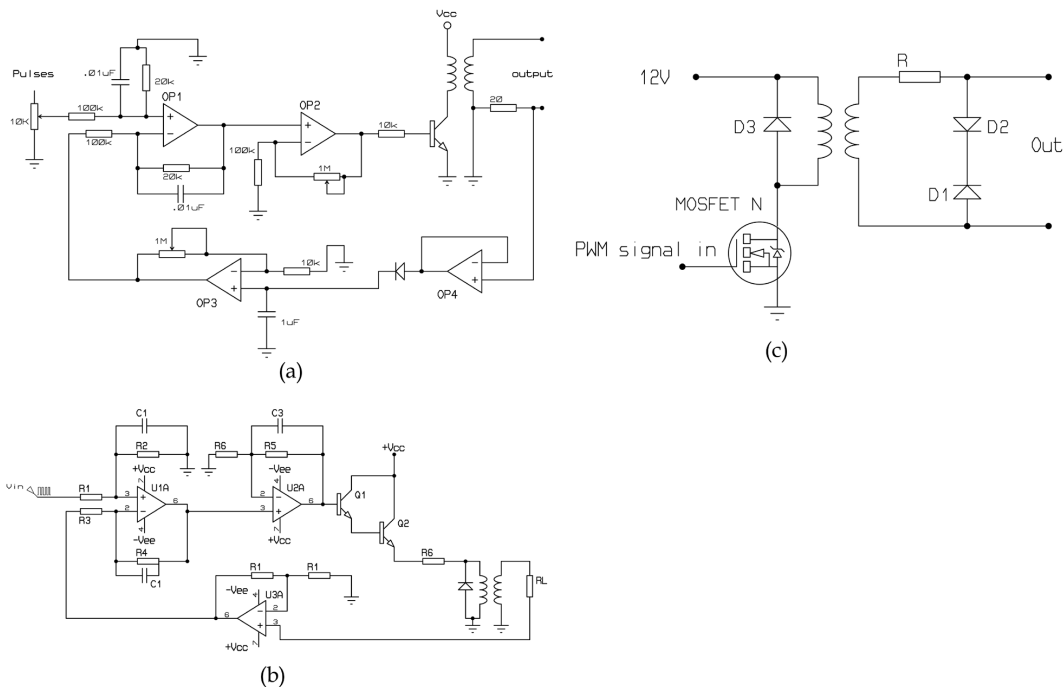 Vcc
Pulses
.01uF
20k
OP1
OP2
output
10K
100k
20
100k
10k
100k
20k
1M
.01uF
1M
10k
OP3
OP4
1uF
(a)
12V
R
D3
D2
Out
D1
MOSFET N
PWM signal in
(c)
C1
C3
R2
R6
R5
+Vcc
+Vcc
-Vee
Vin
R1
7
U1A
4
U2A
Q1
3
6
2
6
R3
2
3
Q2
4
-Vee
7
+Vcc
R4
R6
C1
R1
R1
RL
-Vee
4
U3A
6
2
3
+Vcc
7
(b)